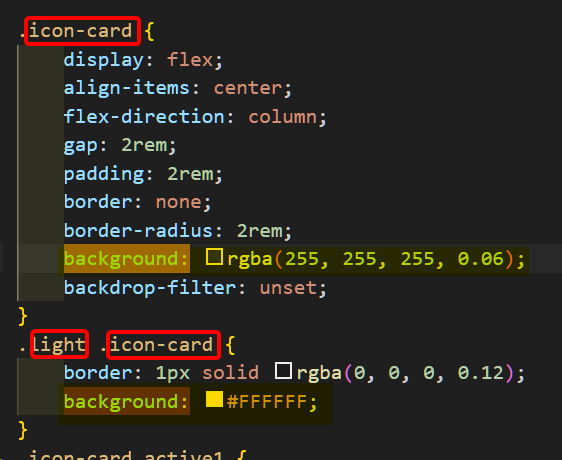 .icon-card {
display: flex;
align-items: center;
flex-direction: column;
gap: 2rem;
padding: 2rem;
border: none;
border-radius: 2rem;
background: rgba(255, 255, 255, 0.06);
backdrop-filter: unset;
}
.light .icon-card {
border: 1px solid rgba(0, 0, 0, 0.12);
background: #FFFFFF;
}
.icon-card.active1 {